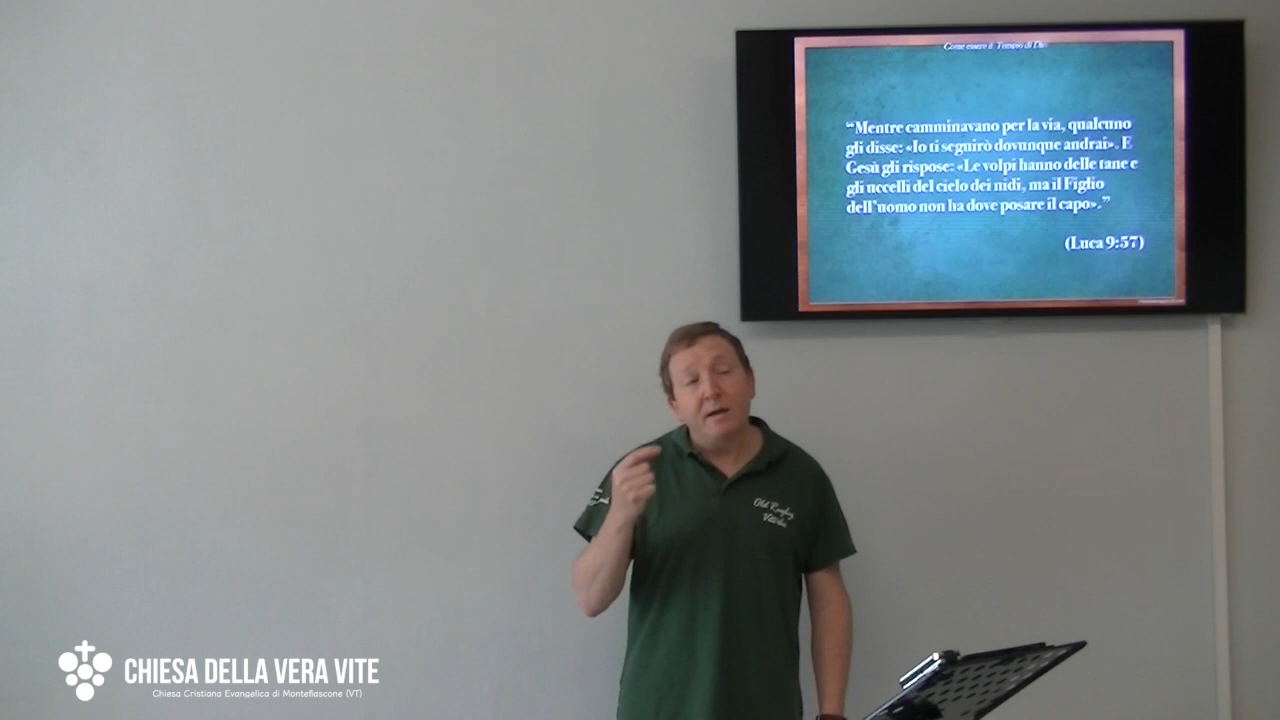 Come essere il Tempio di Dio
“Mentre camminavano per la via, qualcuno
gli disse: «Io ti seguirò dovunque andrai». E
Gesù gli rispose: «Le volpi hanno delle tane e
gli uccelli del cielo dei nidi, ma il Figlio
dell’uomo non ha dove posare il capo».”
(Luca 9:57)
Old Rugby
CHIESA DELLA VERA VITE
Chiesa Cristiana Evangelica di Montefiascone (VT)